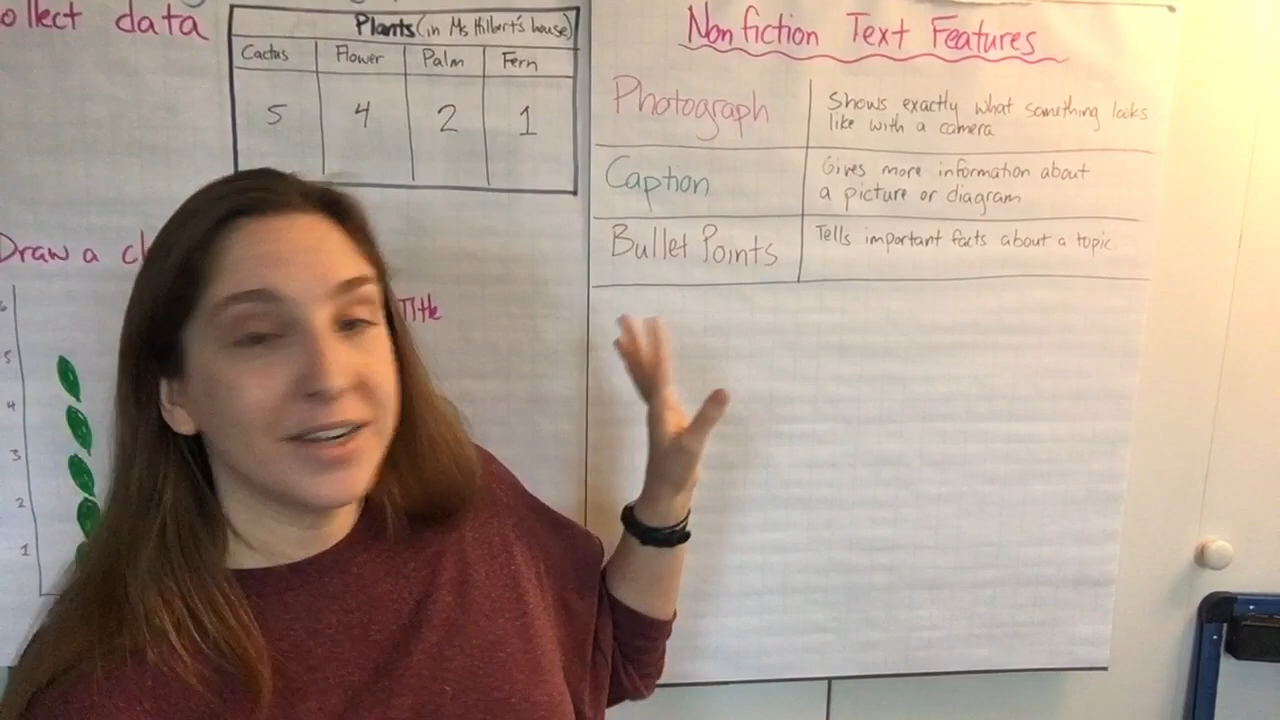 ollect data
Plants (in Ms Hilbert's house)
Cactus Flower Palm Fern
5 4 2 1
Draw a ch
Title
5
4
3
2
1
Nonfiction Text Features
Photograph
Shows exactly what something looks
like with a camera
Caption
Gives more information about
a picture or diagram
Bullet Points
Tells important facts about a topic